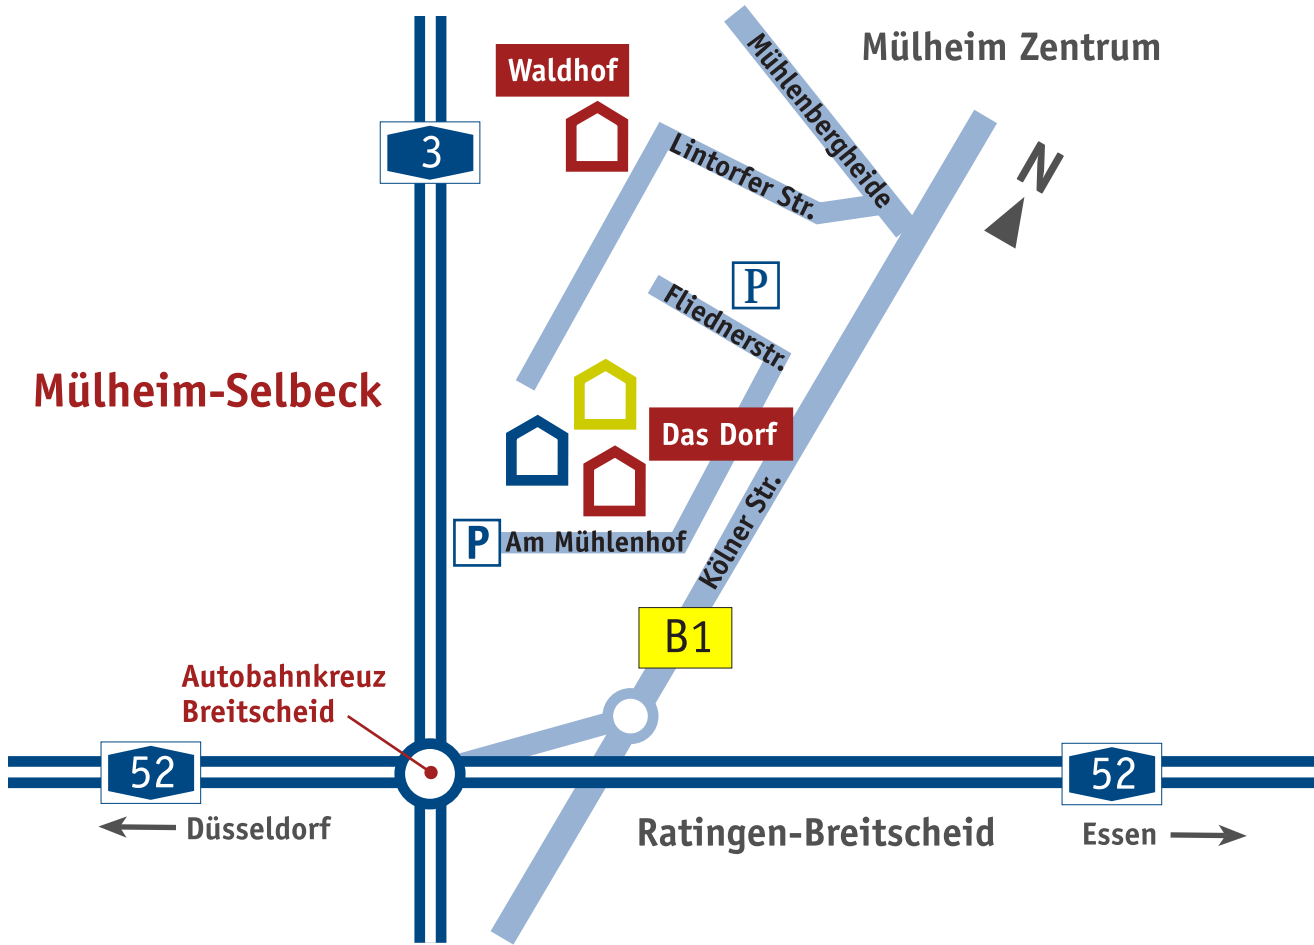 Mülheim Zentrum
Waldhof
Mühlenbergheide
3
Lintorfer Str.
N
P
Fliednerstr.
Mülheim-Selbeck
Das Dorf
Kölner Str.
P Am Mühlenhof
B1
Autobahnkreuz
Breitscheid
52
52
Düsseldorf
Ratingen-Breitscheid
Essen